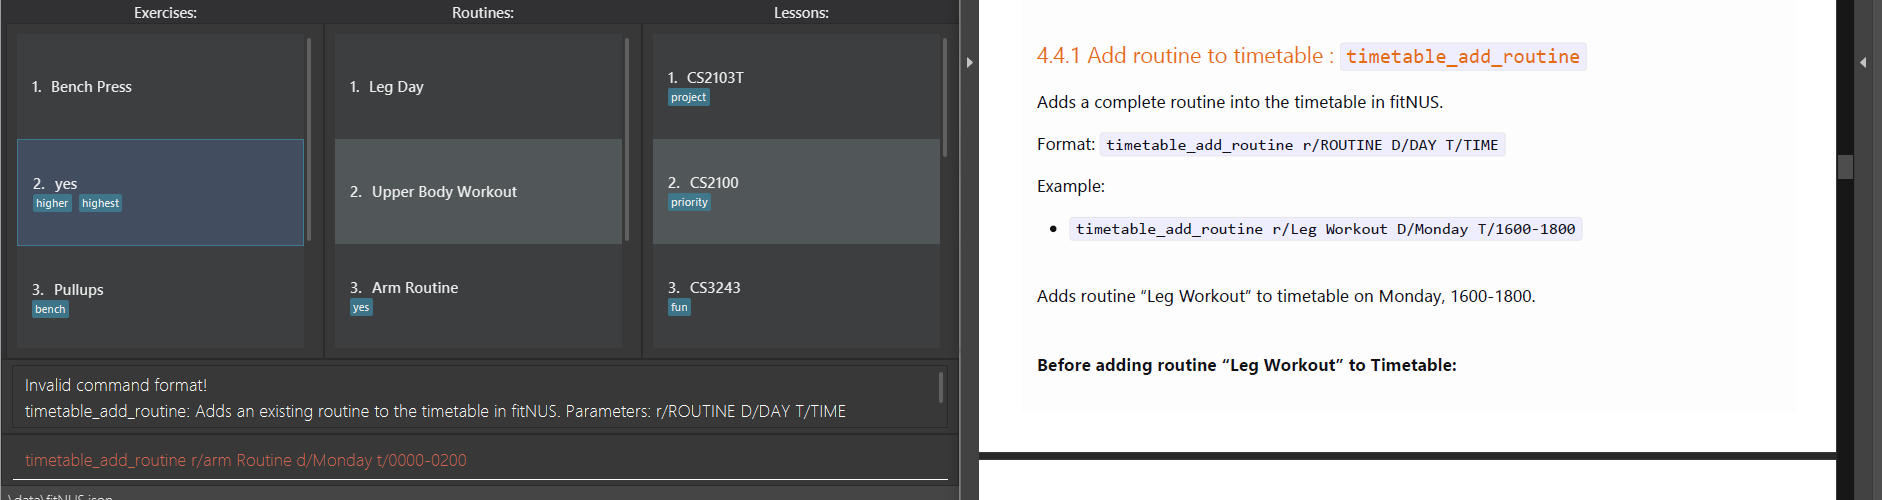 Exercises:
1. Bench Press
2. yes
higher highest
3. Pullups
bench
Routines:
1. Leg Day
2. Upper Body Workout
3. Arm Routine
yes
Lessons:
1. CS2103T
project
2. CS2100
priority
3. CS3243
fun
Invalid command format!
timetable_add_routine: Adds an existing routine to the timetable in fitNUS. Parameters: r/ROUTINE D/DAY T/TIME
timetable_add_routine r/arm Routine d/Monday t/0000-0200
\data\fitNUS.json
4.4.1 Add routine to timetable : timetable_add_routine
Adds a complete routine into the timetable in fitNUS.
Format: timetable_add_routine r/ROUTINE D/DAY T/TIME
Example:
• timetable_add_routine r/Leg Workout D/Monday T/1600-1800
Adds routine “Leg Workout” to timetable on Monday, 1600-1800.
Before adding routine “Leg Workout” to Timetable: